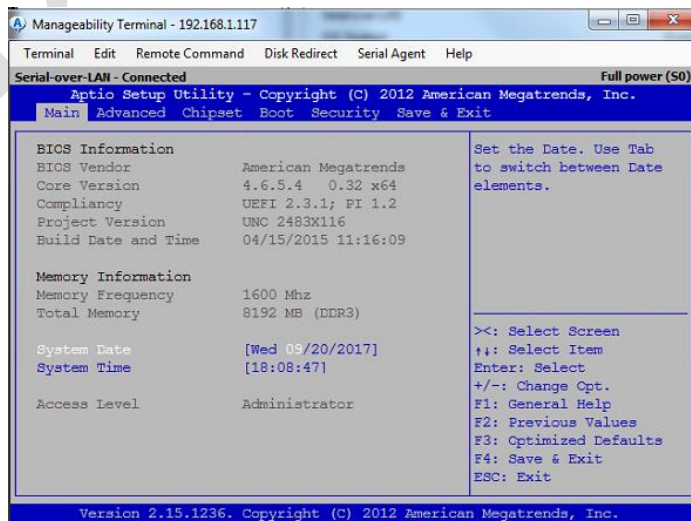 Manageability Terminal - 192.168.1.117
Terminal Edit Remote Command Disk Redirect Serial Agent Help
Serial-over-LAN - Connected Full power (S0)
Aptio Setup Utility - Copyright (C) 2012 American Megatrends, Inc.
Main Advanced Chipset Boot Security Save & Exit
BIOS Information
BIOS Vendor American Megatrends
Core Version 4.6.5.4 0.32 x64
Compliancy UEFI 2.3.1; PI 1.2
Project Version UNC 2483X116
Build Date and Time 04/15/2015 11:16:09
Memory Information
Memory Frequency 1600 Mhz
Total Memory 8192 MB (DDR3)
System Date [Wed 09/20/2017]
System Time [18:08:47]
Access Level Administrator
Set the Date. Use Tab
to switch between Date
elements.
><: Select Screen
↑↓: Select Item
Enter: Select
+/-: Change Opt.
F1: General Help
F2: Previous Values
F3: Optimized Defaults
F4: Save & Exit
ESC: Exit
Version 2.15.1236. Copyright (C) 2012 American Megatrends, Inc.